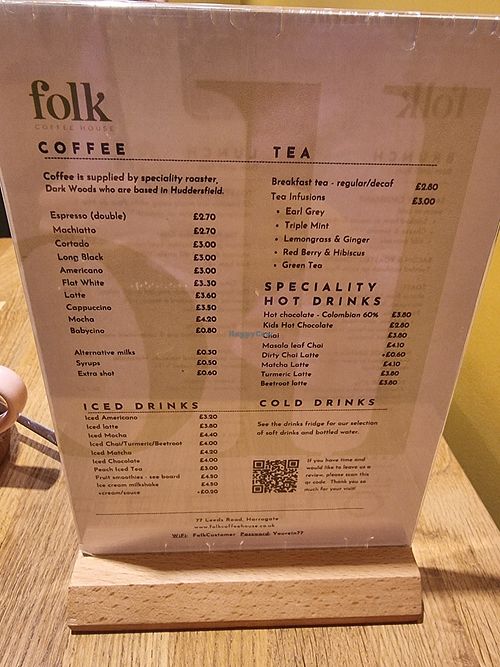 folk
COFFEE HOUSE
COFFEE
Coffee is supplied by speciality roaster,
Dark Woods who are based in Huddersfield.
Espresso (double) £2.70
Machiatto £2.70
Cortado £3.00
Long Black £3.00
Americano £3.00
Flat White £3.30
Latte £3.60
Cappuccino £3.50
Mocha £4.20
Babycino £0.80
Alternative milks £0.30
Syrups £0.50
Extra shot £0.60
ICED DRINKS
Iced Americano £3.20
Iced latte £3.80
Iced Mocha £4.40
Iced Chai/Turmeric/Beetroot £4.00
Iced Matcha £4.20
Iced Chocolate £4.00
Peach Iced Tea £3.00
Fruit smoothies - see board £4.50
Ice cream milkshake £4.50
+cream/sauce +£0.20
TEA
Breakfast tea - regular/decaf £2.80
Tea Infusions £3.00
• Earl Grey
• Triple Mint
• Lemongrass & Ginger
• Red Berry & Hibiscus
• Green Tea
SPECIALITY
HOT DRINKS
Hot chocolate - Colombian 60% £3.80
Kids Hot Chocolate £2.80
Chai £3.80
Masala leaf Chai £4.10
Dirty Chai Latte +£0.60
Matcha Latte £4.10
Turmeric Latte £3.80
Beetroot latte £3.80
COLD DRINKS
See the drinks fridge for our selection
of soft drinks and bottled water.
If you have time and
would like to leave us a
review, please scan this
qr code. Thank you so
much for your visit!
77 Leeds Road, Harrogate
www.folkcoffeehouse.co.uk
WiFi: FolkCustomer Password: